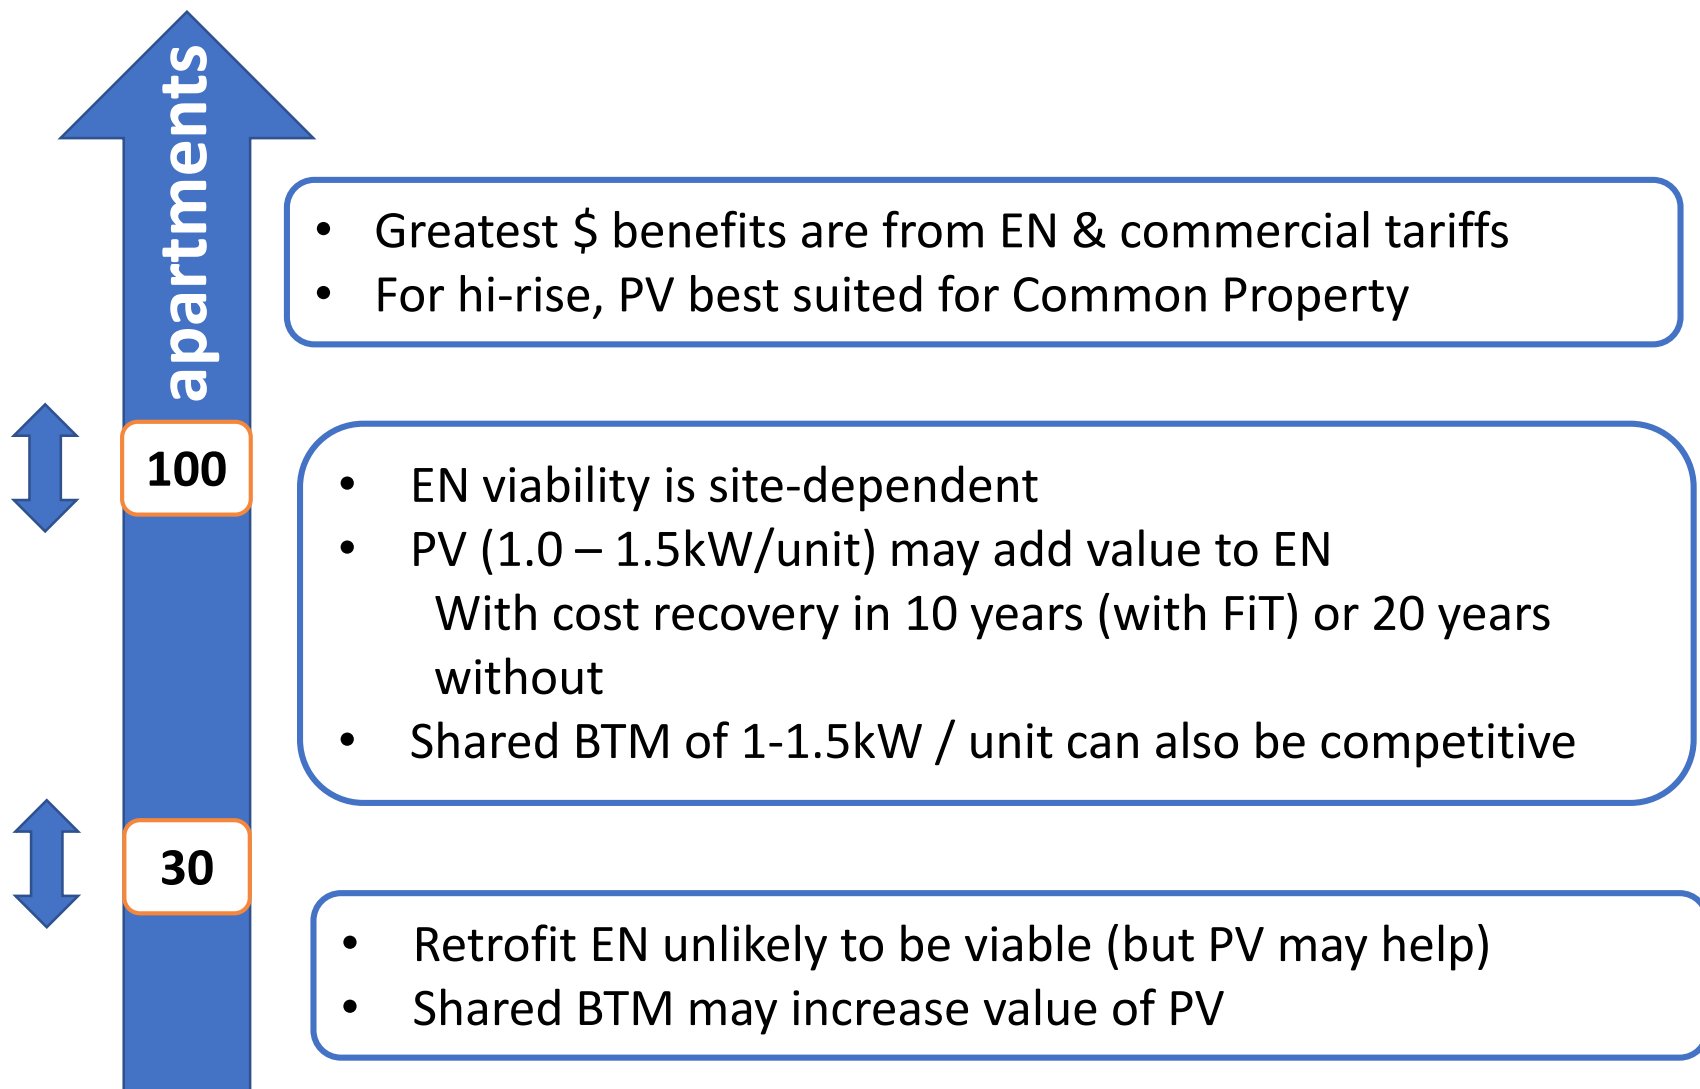 apartments
• Greatest $ benefits are from EN & commercial tariffs
• For hi-rise, PV best suited for Common Property
100
• EN viability is site-dependent
• PV (1.0 – 1.5kW/unit) may add value to EN
With cost recovery in 10 years (with FiT) or 20 years
without
• Shared BTM of 1-1.5kW / unit can also be competitive
30
• Retrofit EN unlikely to be viable (but PV may help)
• Shared BTM may increase value of PV